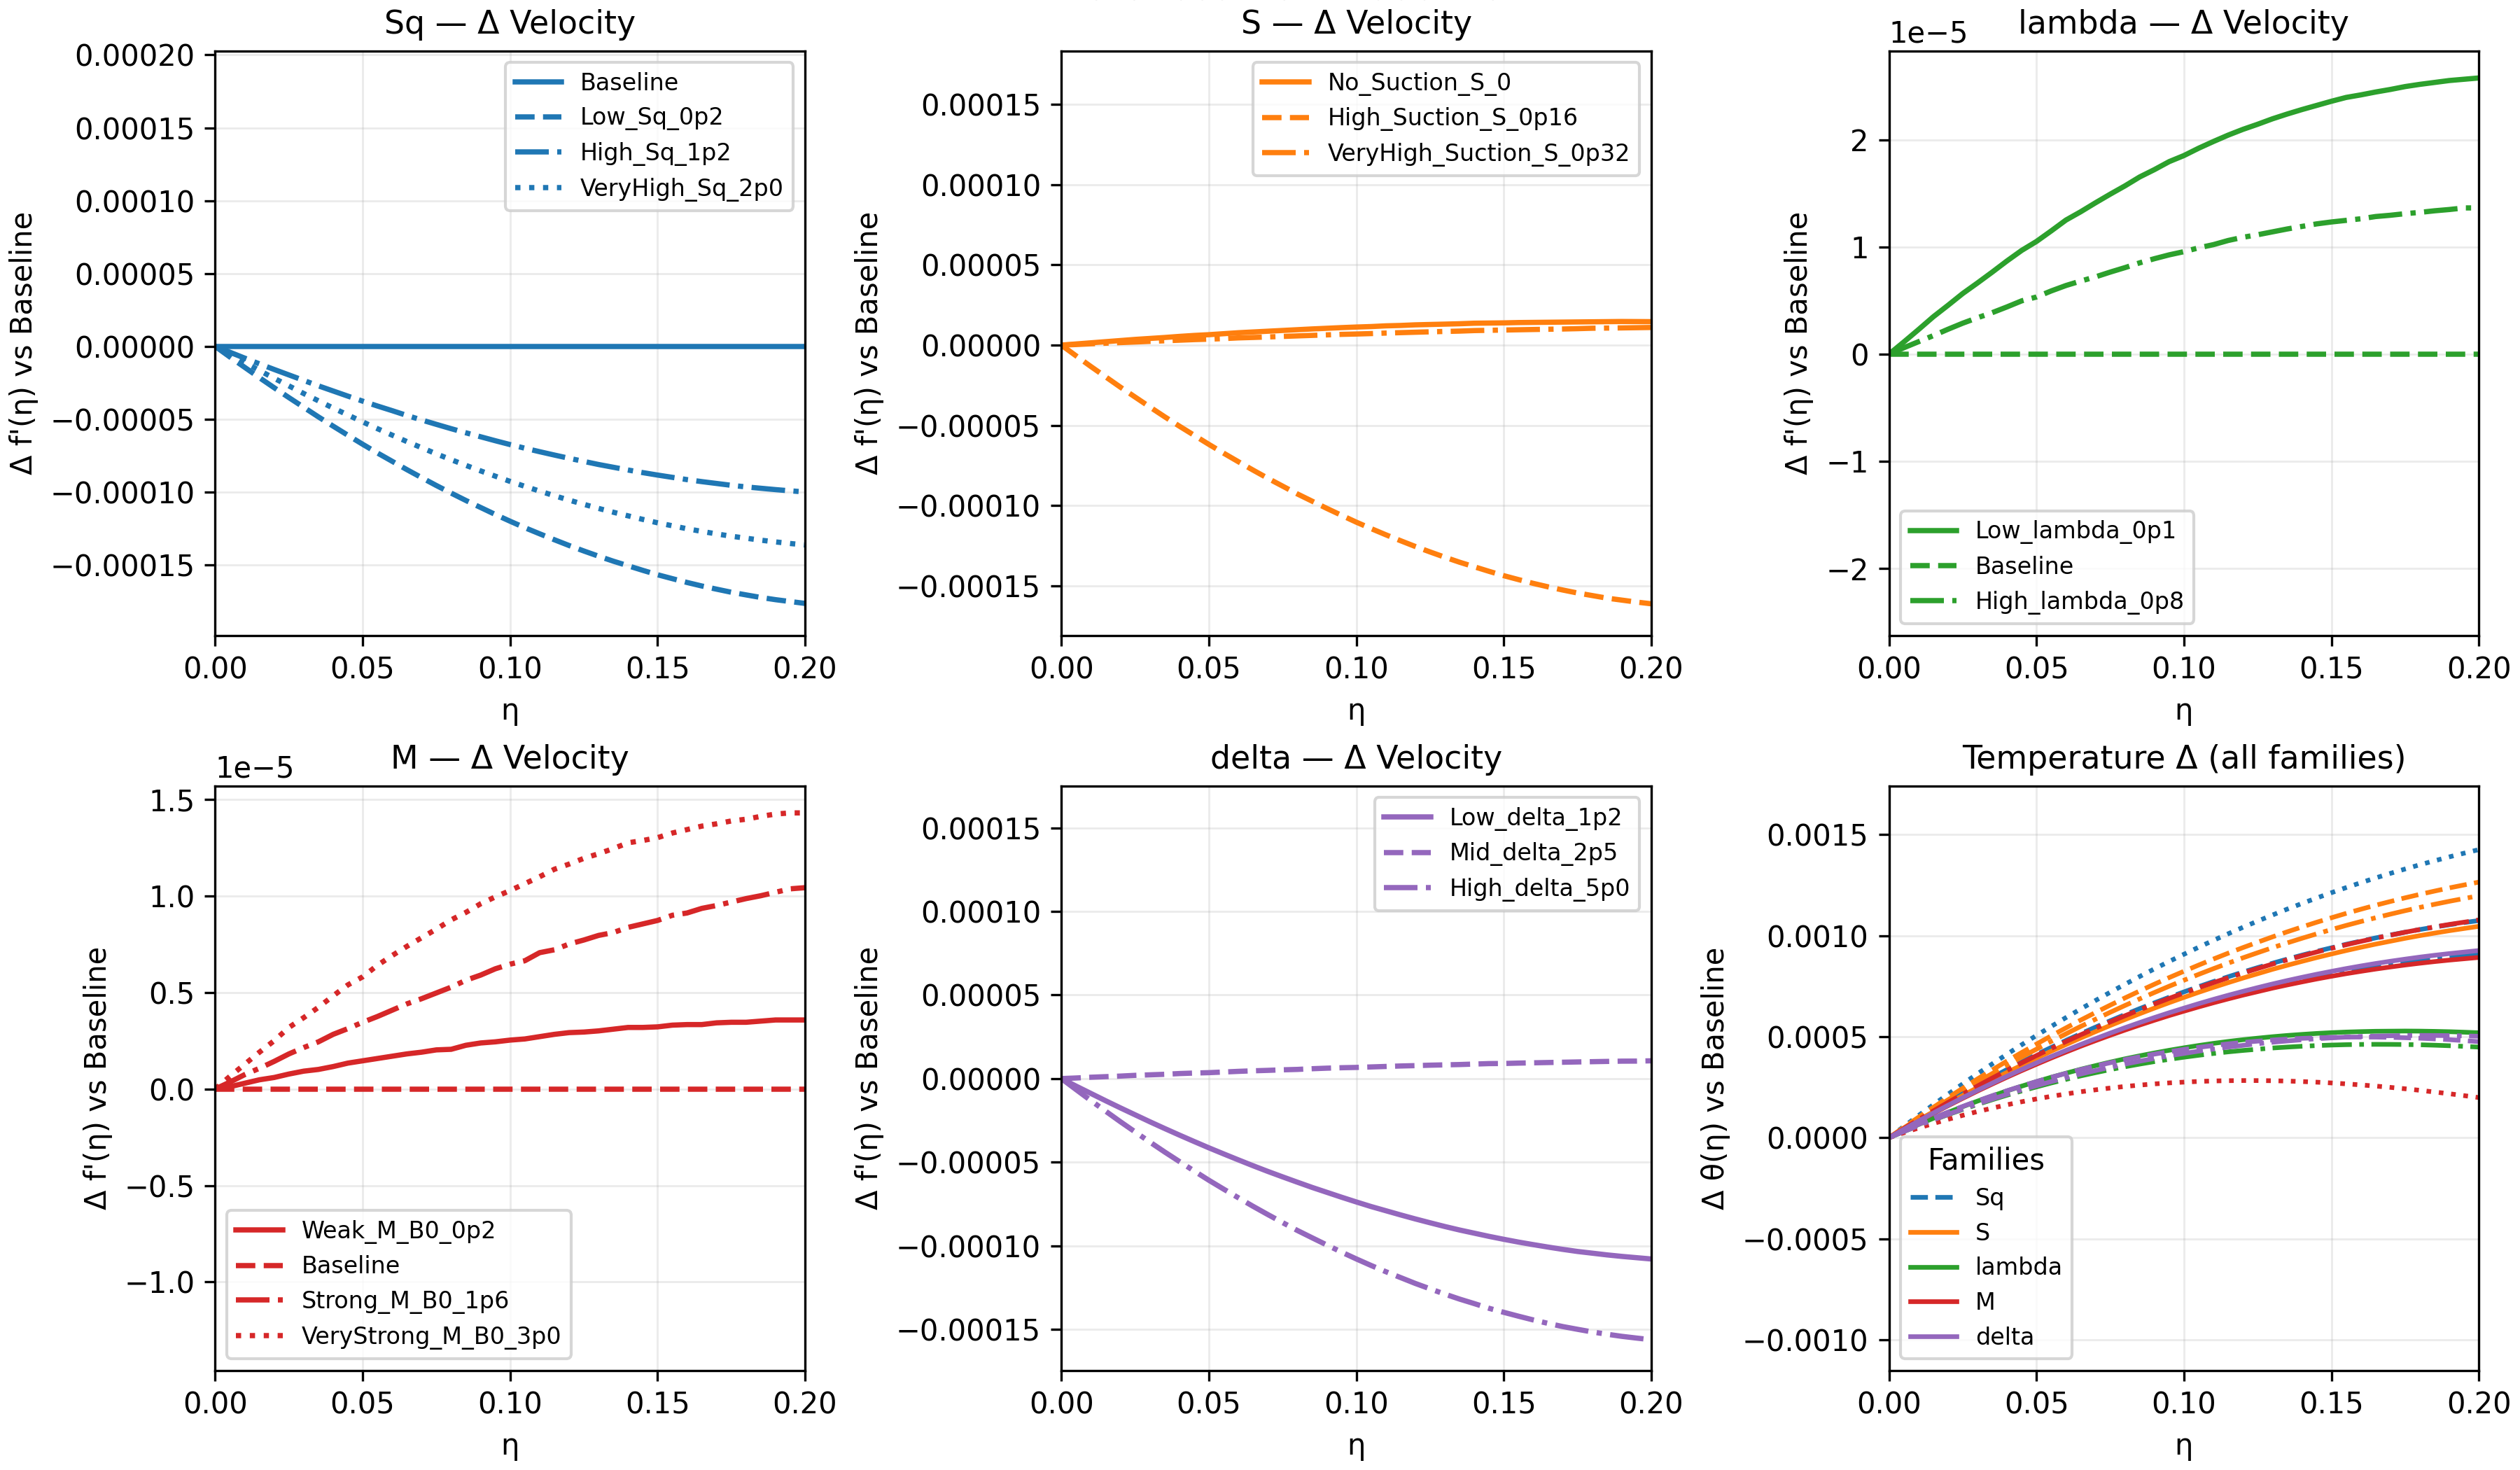 Sq — Δ Velocity
Δ f'(η) vs Baseline
0.00020
0.00015
0.00010
0.00005
0.00000
−0.00005
−0.00010
−0.00015
Baseline
Low_Sq_0p2
High_Sq_1p2
VeryHigh_Sq_2p0
0.00 0.05 0.10 0.15 0.20
η
S — Δ Velocity
Δ f'(η) vs Baseline
0.00015
0.00010
0.00005
0.00000
−0.00005
−0.00010
−0.00015
No_Suction_S_0
High_Suction_S_0p16
VeryHigh_Suction_S_0p32
0.00 0.05 0.10 0.15 0.20
η
lambda — Δ Velocity
1e−5
Δ f'(η) vs Baseline
2
1
0
−1
−2
Low_lambda_0p1
Baseline
High_lambda_0p8
0.00 0.05 0.10 0.15 0.20
η
M — Δ Velocity
1e−5
Δ f'(η) vs Baseline
1.5
1.0
0.5
0.0
−0.5
−1.0
Weak_M_B0_0p2
Baseline
Strong_M_B0_1p6
VeryStrong_M_B0_3p0
0.00 0.05 0.10 0.15 0.20
η
delta — Δ Velocity
Δ f'(η) vs Baseline
0.00015
0.00010
0.00005
0.00000
−0.00005
−0.00010
−0.00015
Low_delta_1p2
Mid_delta_2p5
High_delta_5p0
0.00 0.05 0.10 0.15 0.20
η
Temperature Δ (all families)
Δ θ(η) vs Baseline
0.0015
0.0010
0.0005
0.0000
−0.0005
−0.0010
Families
Sq
S
lambda
M
delta
0.00 0.05 0.10 0.15 0.20
η